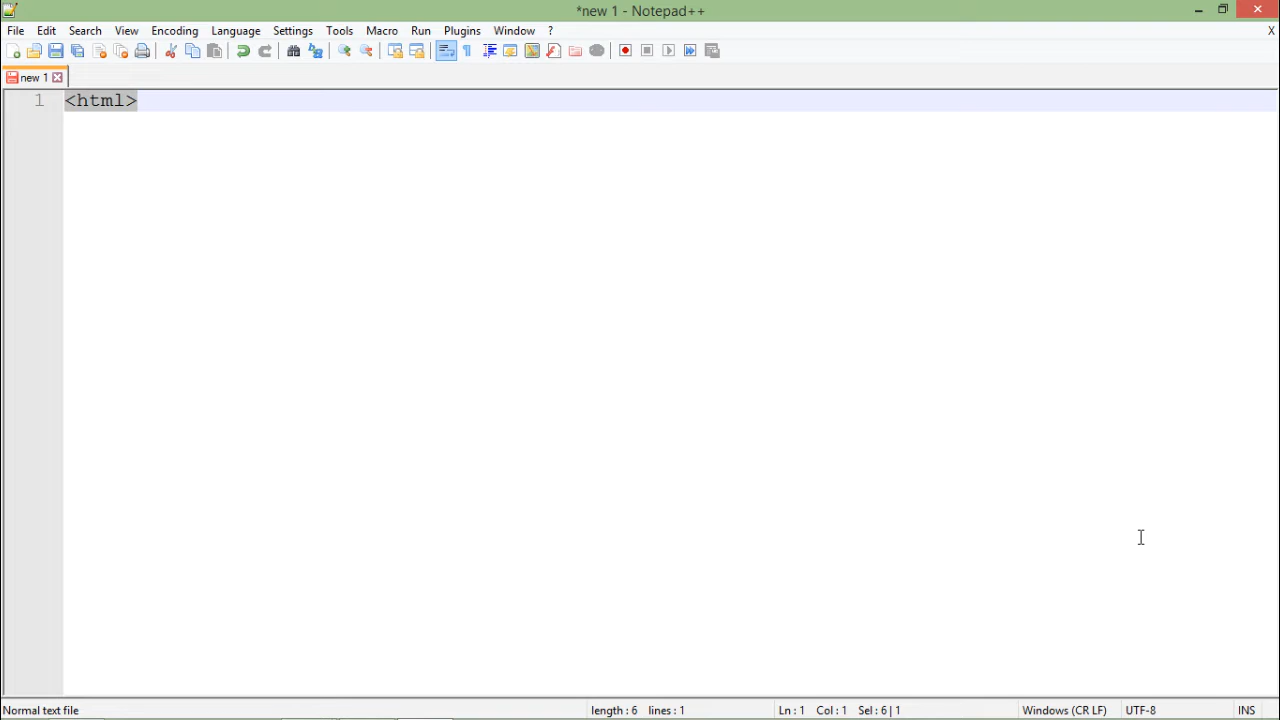 *new 1 - Notepad++
File Edit Search View Encoding Language Settings Tools Macro Run Plugins Window ? X
new 1
1 <html>
Normal text file length : 6 lines : 1 Ln : 1 Col : 1 Sel : 6 | 1 Windows (CR LF) UTF-8 INS